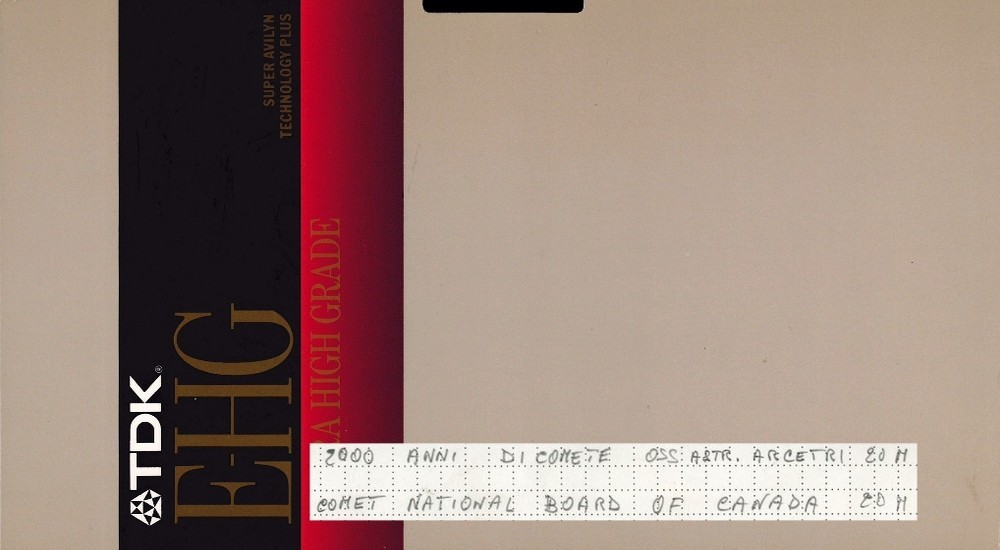 SUPER AVILYN
TECHNOLOGY PLUS
TDK®
EHG
RA HIGH GRADE
2000 ANNI DI COMETE OSS ASTR. ARCETRI 20 M
COMET NATIONAL BOARD OF CANADA 20 M